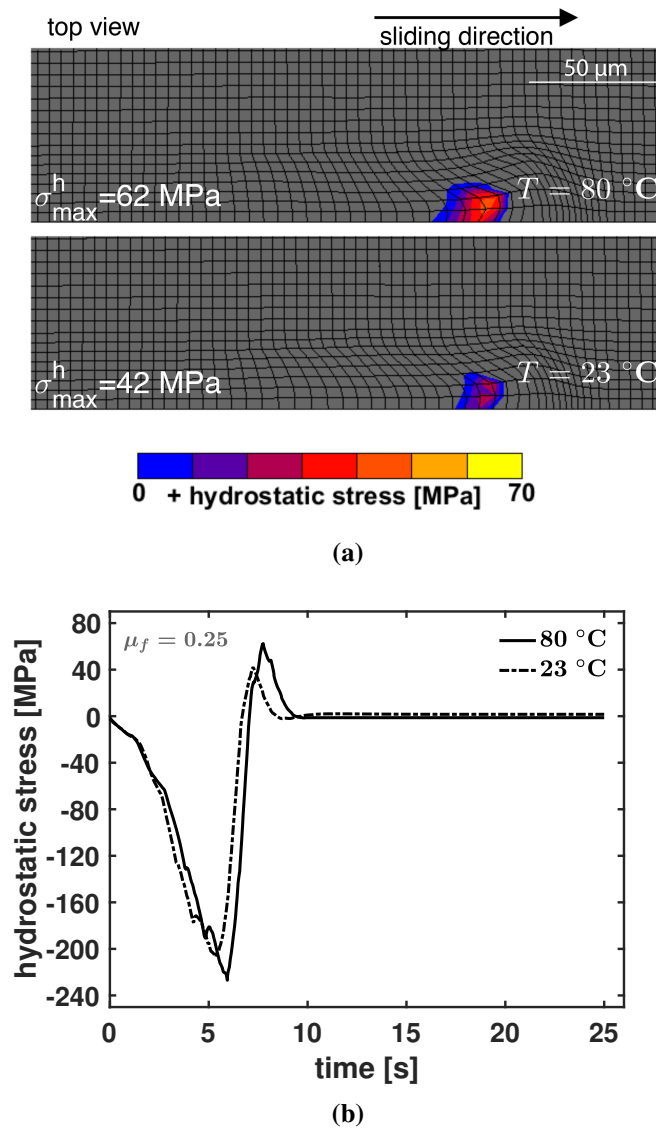 top view
sliding direction
50 µm
σ^h_max=62 MPa
T = 80 °C
σ^h_max=42 MPa
T = 23 °C
0 + hydrostatic stress [MPa] 70
(a)
µ_f = 0.25
80 °C
23 °C
hydrostatic stress [MPa]
80
40
0
-40
-80
-120
-160
-200
-240
0 5 10 15 20 25
time [s]
(b)